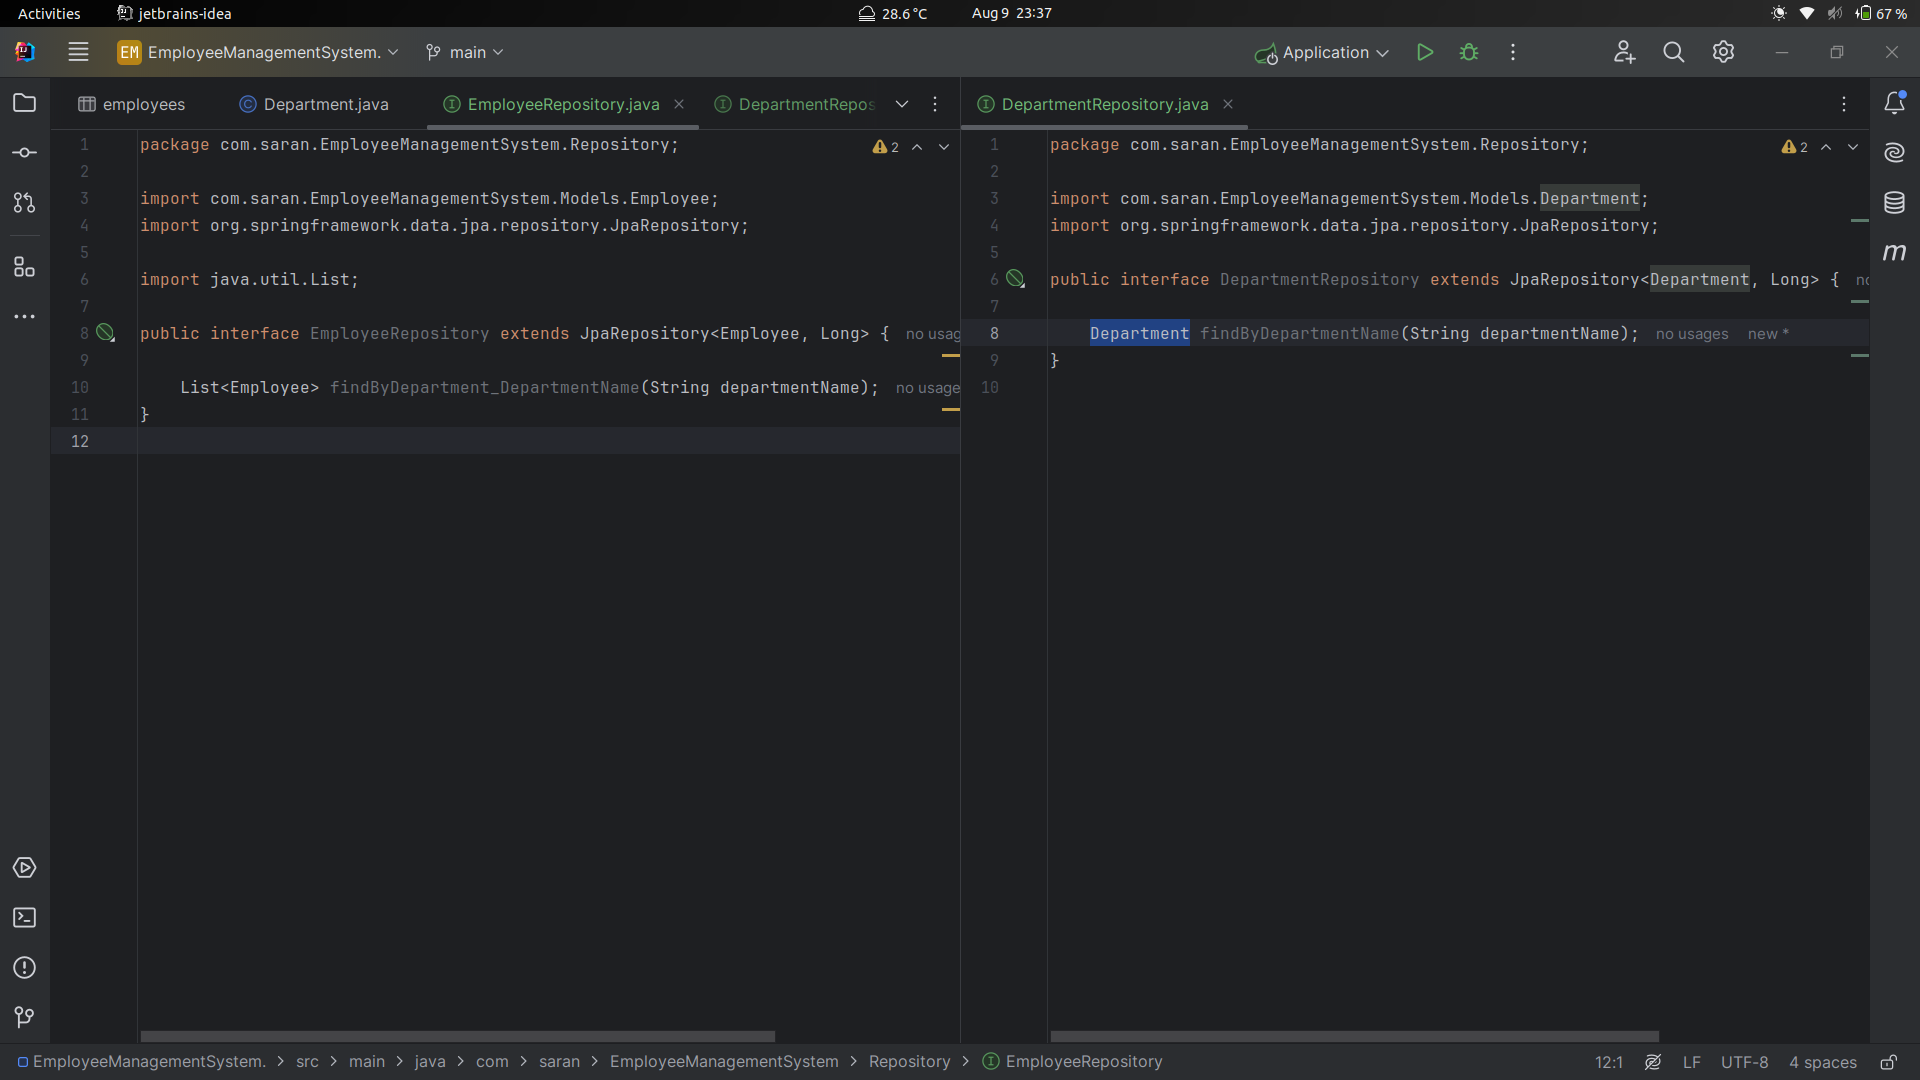 Activities jetbrains-idea 28.6 °C Aug 9 23:37 67 %
EM EmployeeManagementSystem. main Application
employees Department.java EmployeeRepository.java DepartmentRepos
1 package com.saran.EmployeeManagementSystem.Repository; 2
2
3 import com.saran.EmployeeManagementSystem.Models.Employee;
4 import org.springframework.data.jpa.repository.JpaRepository;
5
6 import java.util.List;
7
8 public interface EmployeeRepository extends JpaRepository<Employee, Long> { no usag
9
10 List<Employee> findByDepartment_DepartmentName(String departmentName); no usage
11 }
12
DepartmentRepository.java
1 package com.saran.EmployeeManagementSystem.Repository; 2
2
3 import com.saran.EmployeeManagementSystem.Models.Department;
4 import org.springframework.data.jpa.repository.JpaRepository;
5
6 public interface DepartmentRepository extends JpaRepository<Department, Long> { no
7
8 Department findByDepartmentName(String departmentName); no usages new *
9 }
10
m
EmployeeManagementSystem. > src > main > java > com > saran > EmployeeManagementSystem > Repository > EmployeeRepository 12:1 LF UTF-8 4 spaces